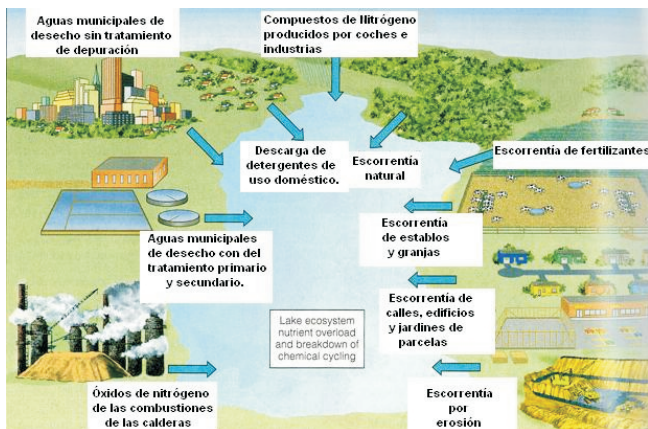 Aguas municipales de
desecho sin tratamiento
de depuración
Compuestos de Nitrógeno
producidos por coches e
industrias
Descarga de
detergentes de
uso doméstico.
Escorrentía
natural
Escorrentía de fertilizantes
Aguas municipales
de desecho con del
tratamiento primario
y secundario.
Escorrentía
de establos
y granjas
Escorrentía de
calles, edificios
y jardines de
parcelas
Lake ecosystem
nutrient overload
and breakdown of
chemical cycling
Óxidos de nitrógeno
de las combustiones
de las calderas
Escorrentía
por
erosión